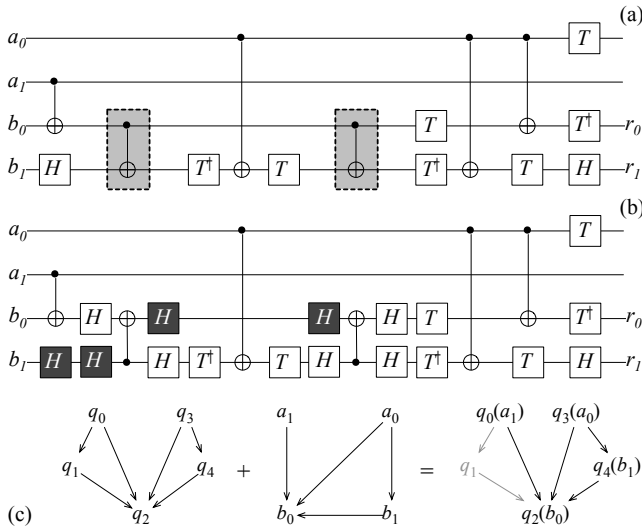 (a)
a₀ T
a₁
b₀ T T† r₀
b₁ H T† T T† T H r₁
(b)
a₀ T
a₁
b₀ H H H H T T† r₀
b₁ H H H T† T H H T† T H r₁
q₀ q₃ a₁ a₀ q₀(a₁) q₃(a₀)
q₁ q₄ + = q₁ q₄(b₁)
q₂ b₀ b₁ q₂(b₀)
(c)